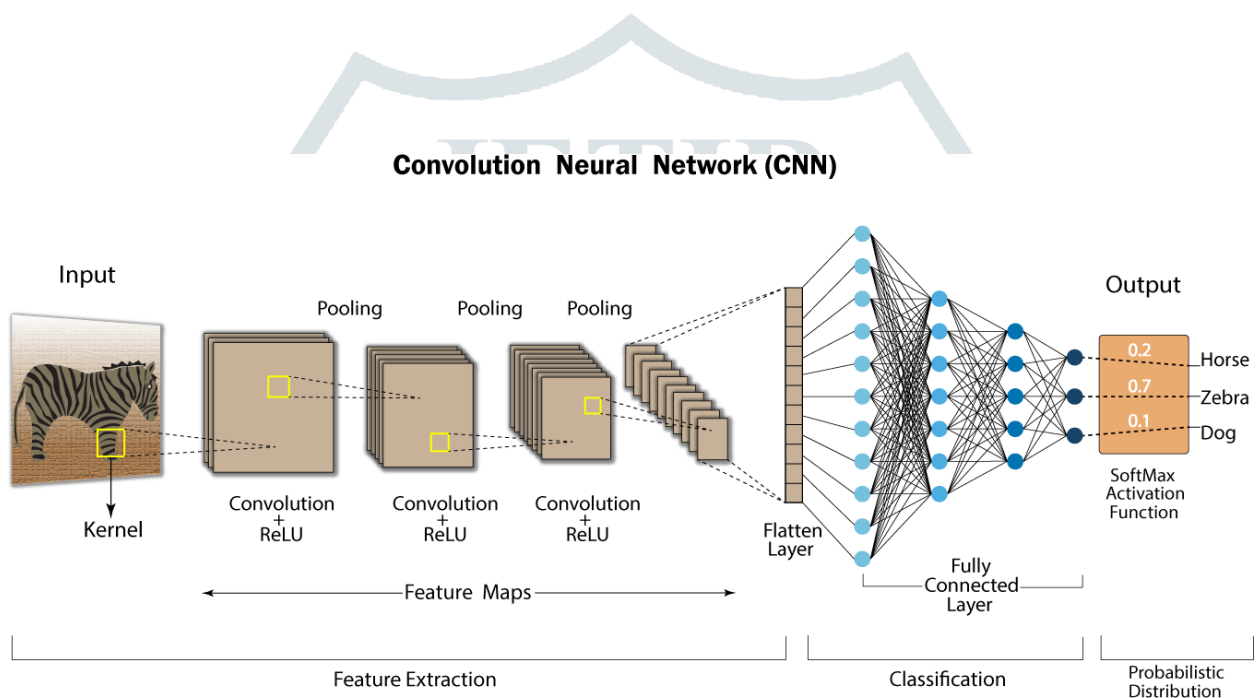 Convolution Neural Network (CNN)
Input
Pooling
Pooling
Pooling
Output
0.2
Horse
0.7
Zebra
0.1
Dog
Kernel
Convolution
+
ReLU
Convolution
+
ReLU
Convolution
+
ReLU
Flatten
Layer
SoftMax
Activation
Function
Feature Maps
Fully
Connected
Layer
Feature Extraction
Classification
Probabilistic
Distribution